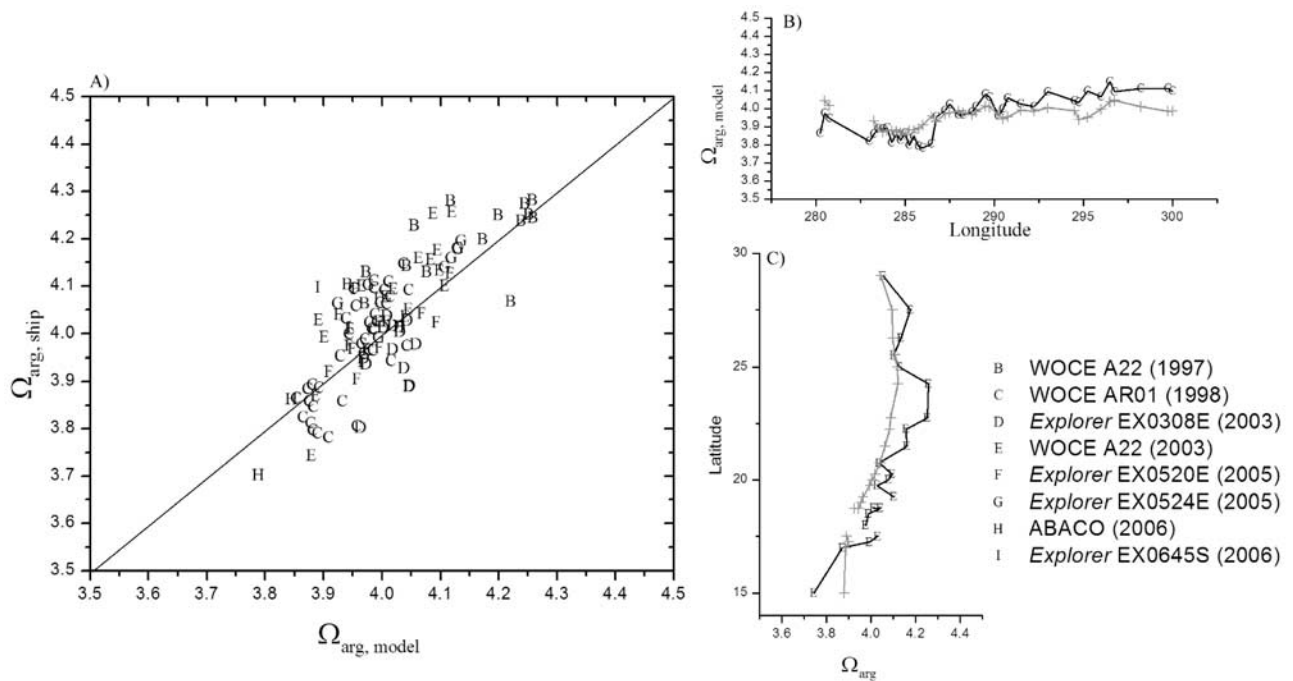 A)
4.5
4.4
4.3
4.2
4.1
4.0
3.9
3.8
3.7
3.6
3.5
Ωarg, ship
3.5 3.6 3.7 3.8 3.9 4.0 4.1 4.2 4.3 4.4 4.5
Ωarg, model
B)
4.5
4.4
4.3
4.2
4.1
4.0
3.9
3.8
3.7
3.6
3.5
Ωarg, model
280 285 290 295 300
Longitude
C)
30
25
20
15
Latitude
3.6 3.8 4.0 4.2 4.4
Ωarg
B WOCE A22 (1997)
C WOCE AR01 (1998)
D Explorer EX0308E (2003)
E WOCE A22 (2003)
F Explorer EX0520E (2005)
G Explorer EX0524E (2005)
H ABACO (2006)
I Explorer EX0645S (2006)